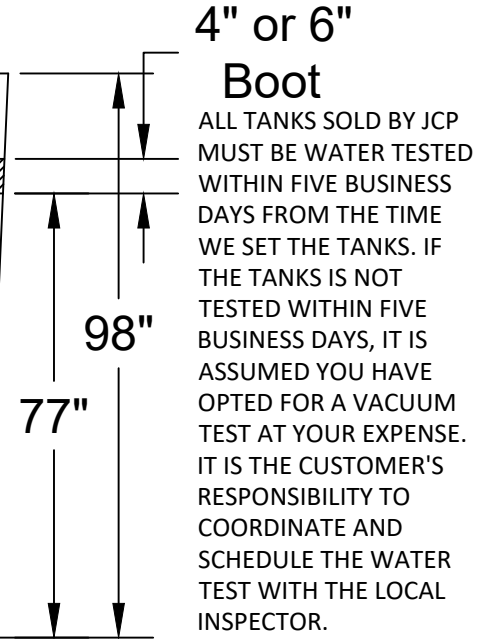 4" or 6"
Boot
ALL TANKS SOLD BY JCP
MUST BE WATER TESTED
WITHIN FIVE BUSINESS
DAYS FROM THE TIME
WE SET THE TANKS. IF
THE TANKS IS NOT
TESTED WITHIN FIVE
BUSINESS DAYS, IT IS
ASSUMED YOU HAVE
OPTED FOR A VACUUM
TEST AT YOUR EXPENSE.
IT IS THE CUSTOMER'S
RESPONSIBILITY TO
COORDINATE AND
SCHEDULE THE WATER
TEST WITH THE LOCAL
INSPECTOR.
98"
77"